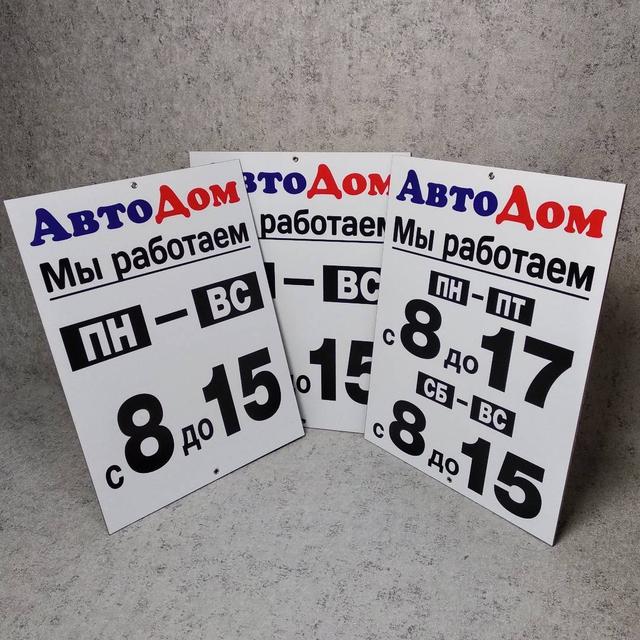 АвтоДом
Мы работаем
ПН – ВС
с 8 до 15
втоДом
работаем
– ВС
15
АвтоДом
Мы работаем
ПН – ПТ
с 8 до 17
СБ – ВС
с 8 до 15